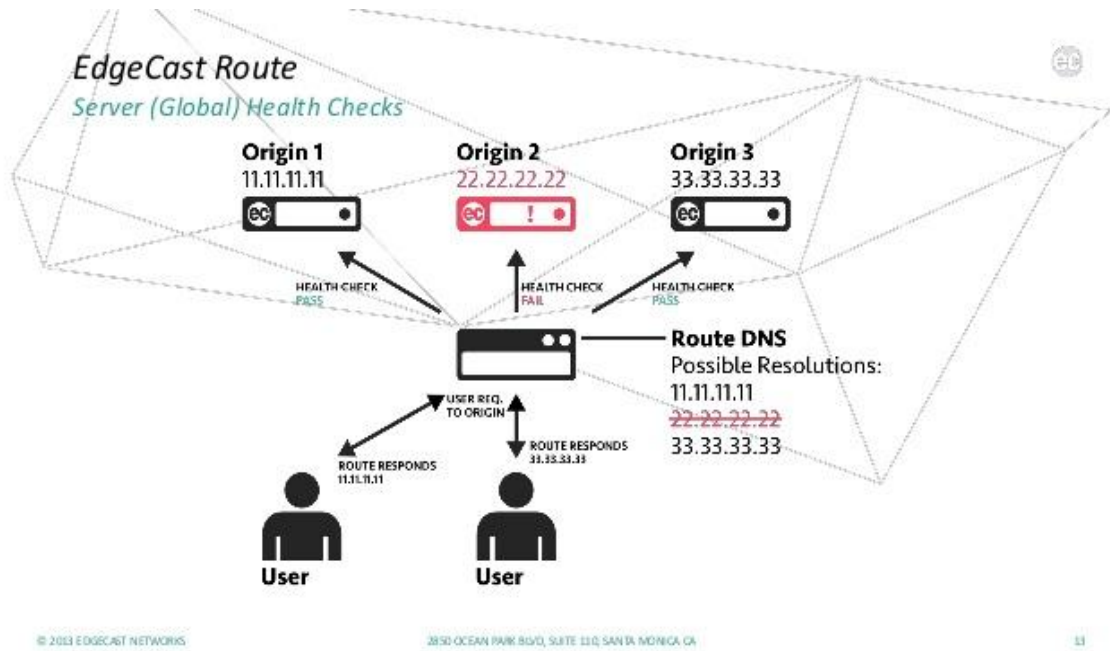 EdgeCast Route
Server (Global) Health Checks
ec
Origin 1
11.11.11.11
ec
Origin 2
22.22.22.22
ec !
Origin 3
33.33.33.33
ec
HEALTH CHECK
PASS
HEALTH CHECK
FAIL
HEALTH CHECK
PASS
Route DNS
Possible Resolutions:
11.11.11.11
22.22.22.22
33.33.33.33
USER REQ.
TO ORIGIN
ROUTE RESPONDS
11.11.11.11
ROUTE RESPONDS
33.33.33.33
User
User
© 2013 EDGECAST NETWORKS
2850 OCEAN PARK BLVD, SUITE 110, SANTA MONICA CA
13